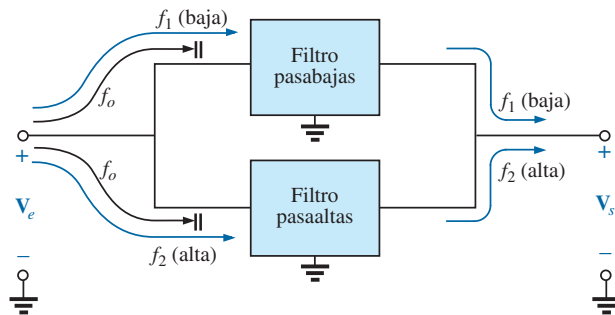 f₁ (baja)
fₒ
Filtro
pasabajas
f₁ (baja)
+
fₒ
Filtro
pasaaltas
f₂ (alta)
+
Vₑ
Vₛ
f₂ (alta)
–
–